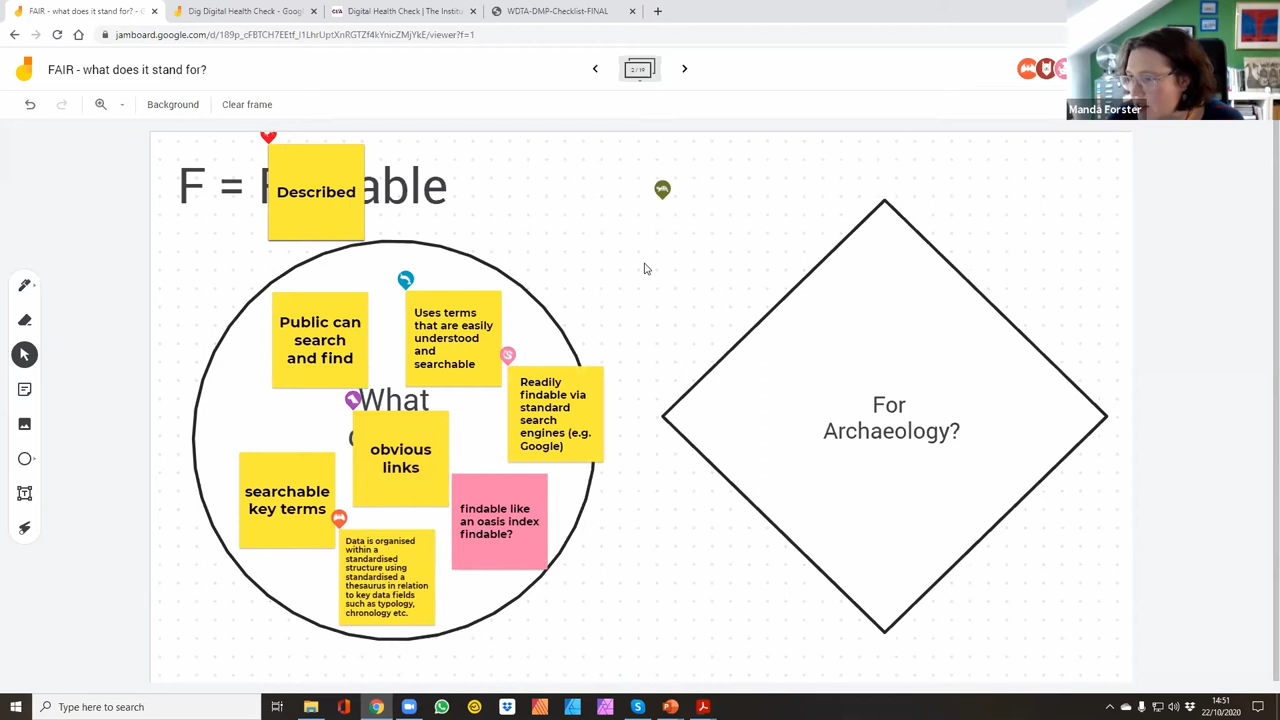 FAIR - what does it stand for? -
Dig Digital Health Check - Googl
Digital Health Check | The Institu
WDTA-DMP-Checklist-FINAL
jamboard.google.com/d/189p_cFBTCH7EEtf_I1LhrUptXrRGTZf4kYnicZMjYkE/viewer?f=1
FAIR - what does it stand for?
2 / 19
Background
Clear frame
Manda Forster
F = F
able
Described
Public can
search
and find
Uses terms
that are easily
understood
and
searchable
Readily
findable via
standard
search
engines (e.g.
Google)
What
obvious
links
searchable
key terms
findable like
an oasis index
findable?
Data is organised
within a
standardised
structure using
standardised a
thesaurus in relation
to key data fields
such as typology,
chronology etc.
For
Archaeology?
Type here to search
14:51
22/10/2020